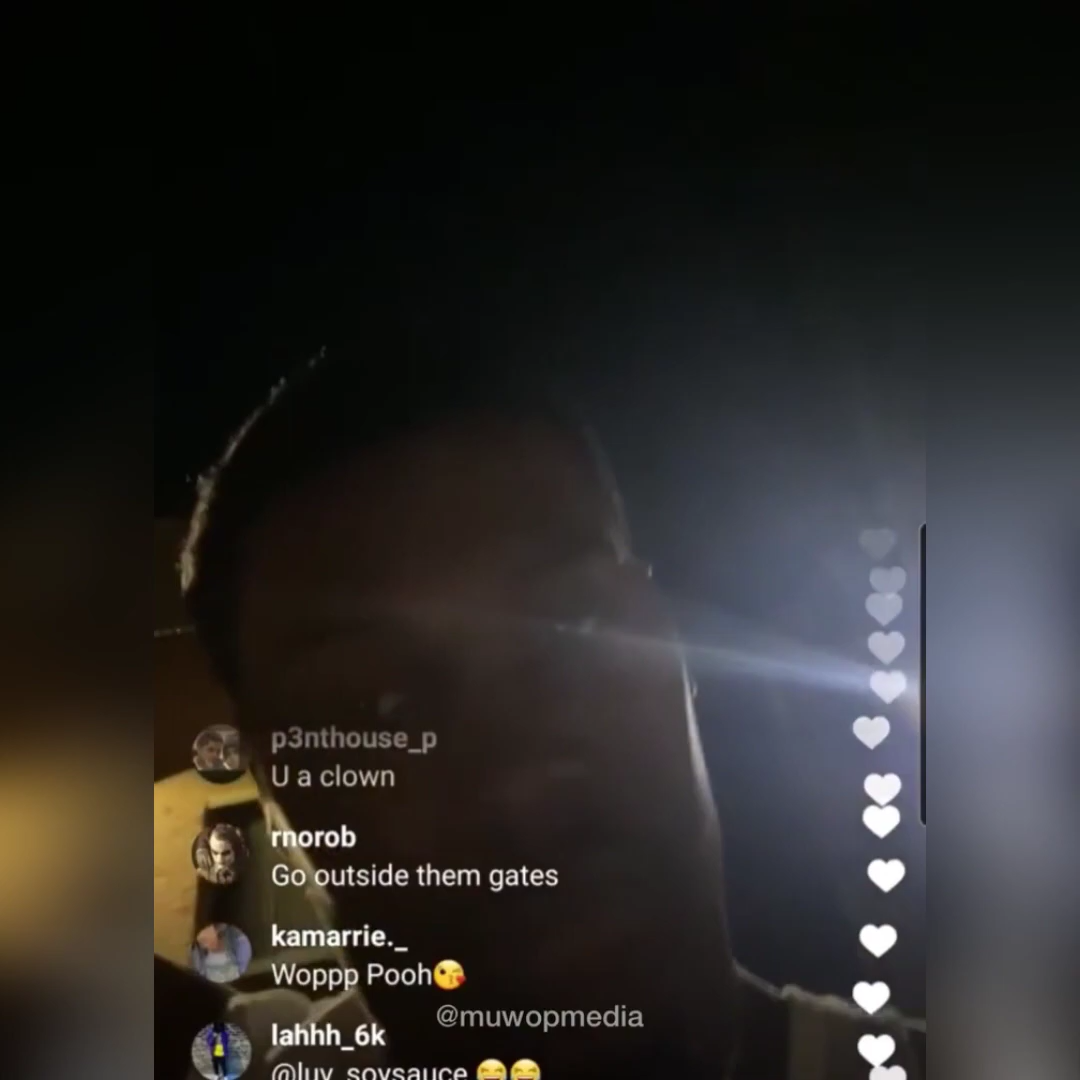 p3nthouse_p
U a clown
rnorob
Go outside them gates
kamarrie._
Woppp Pooh😘
@muwopmedia
lahhh_6k
@luv_soysauce 😄😄